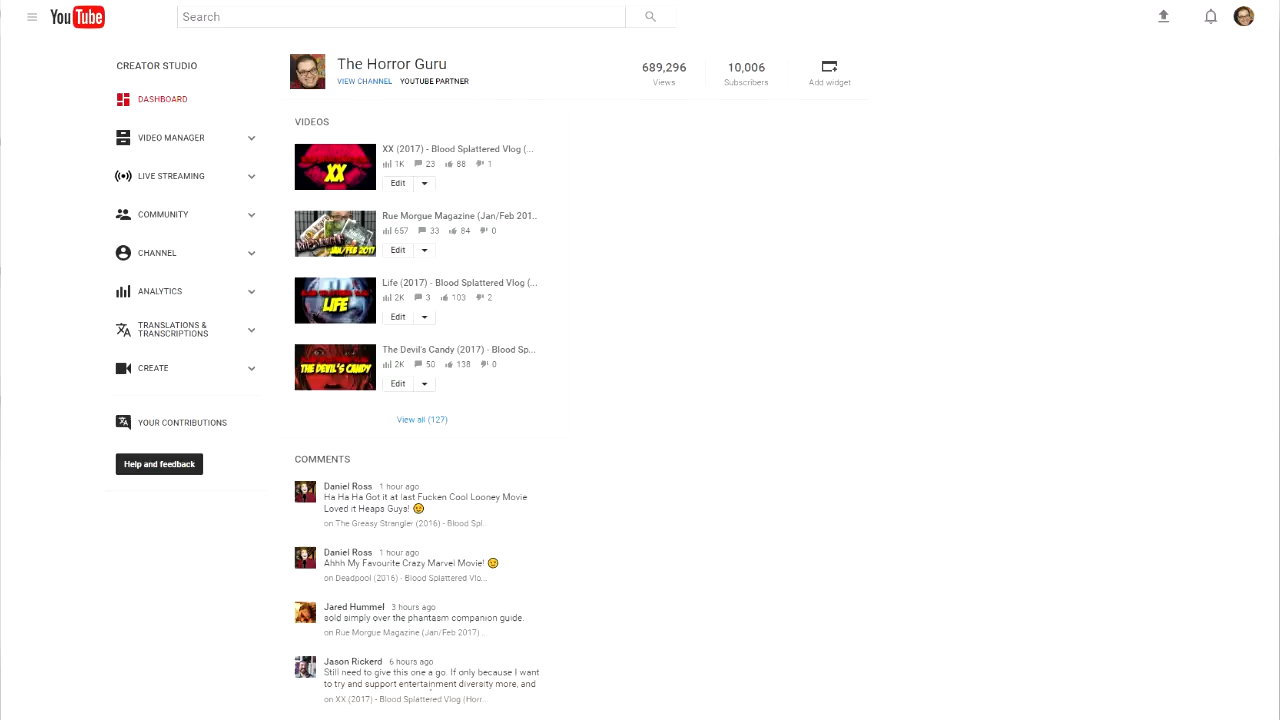 YouTube
Search
CREATOR STUDIO
DASHBOARD
VIDEO MANAGER
LIVE STREAMING
COMMUNITY
CHANNEL
ANALYTICS
TRANSLATIONS &
TRANSCRIPTIONS
CREATE
YOUR CONTRIBUTIONS
Help and feedback
The Horror Guru
VIEW CHANNEL YOUTUBE PARTNER
689,296
Views
10,006
Subscribers
Add widget
VIDEOS
XX
XX (2017) - Blood Splattered Vlog (...
1K 23 88 1
Edit
RUE MORGUE
JAN/FEB 2017
Rue Morgue Magazine (Jan/Feb 201..
657 33 84 0
Edit
LIFE
Life (2017) - Blood Splattered Vlog (...
2K 3 103 2
Edit
THE DEVIL'S CANDY
The Devil's Candy (2017) - Blood Sp...
2K 50 138 0
Edit
View all (127)
COMMENTS
Daniel Ross 1 hour ago
Ha Ha Ha Got it at last Fucken Cool Looney Movie
Loved it Heaps Guys!
on The Greasy Strangler (2016) - Blood Spl.
Daniel Ross 1 hour ago
Ahhh My Favourite Crazy Marvel Movie!
on Deadpool (2016) - Blood Splattered Vlo...
Jared Hummel 3 hours ago
sold simply over the phantasm companion guide.
on Rue Morgue Magazine (Jan/Feb 2017) ..
Jason Rickerd 6 hours ago
Still need to give this one a go. If only because I want
to try and support entertainment diversity more, and
on XX (2017) - Blood Splattered Vlog (Horr...